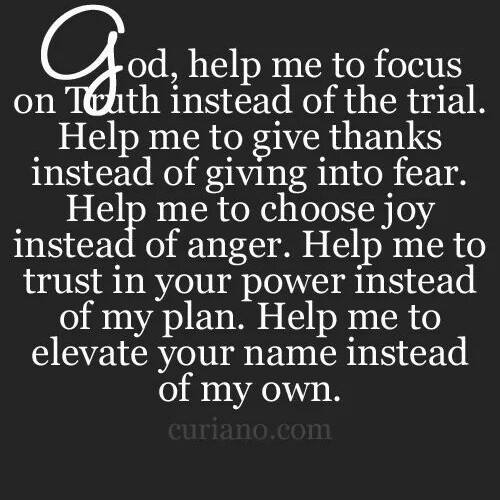 God, help me to focus
on Truth instead of the trial.
Help me to give thanks
instead of giving into fear.
Help me to choose joy
instead of anger. Help me to
trust in your power instead
of my plan. Help me to
elevate your name instead
of my own.
curiano.com